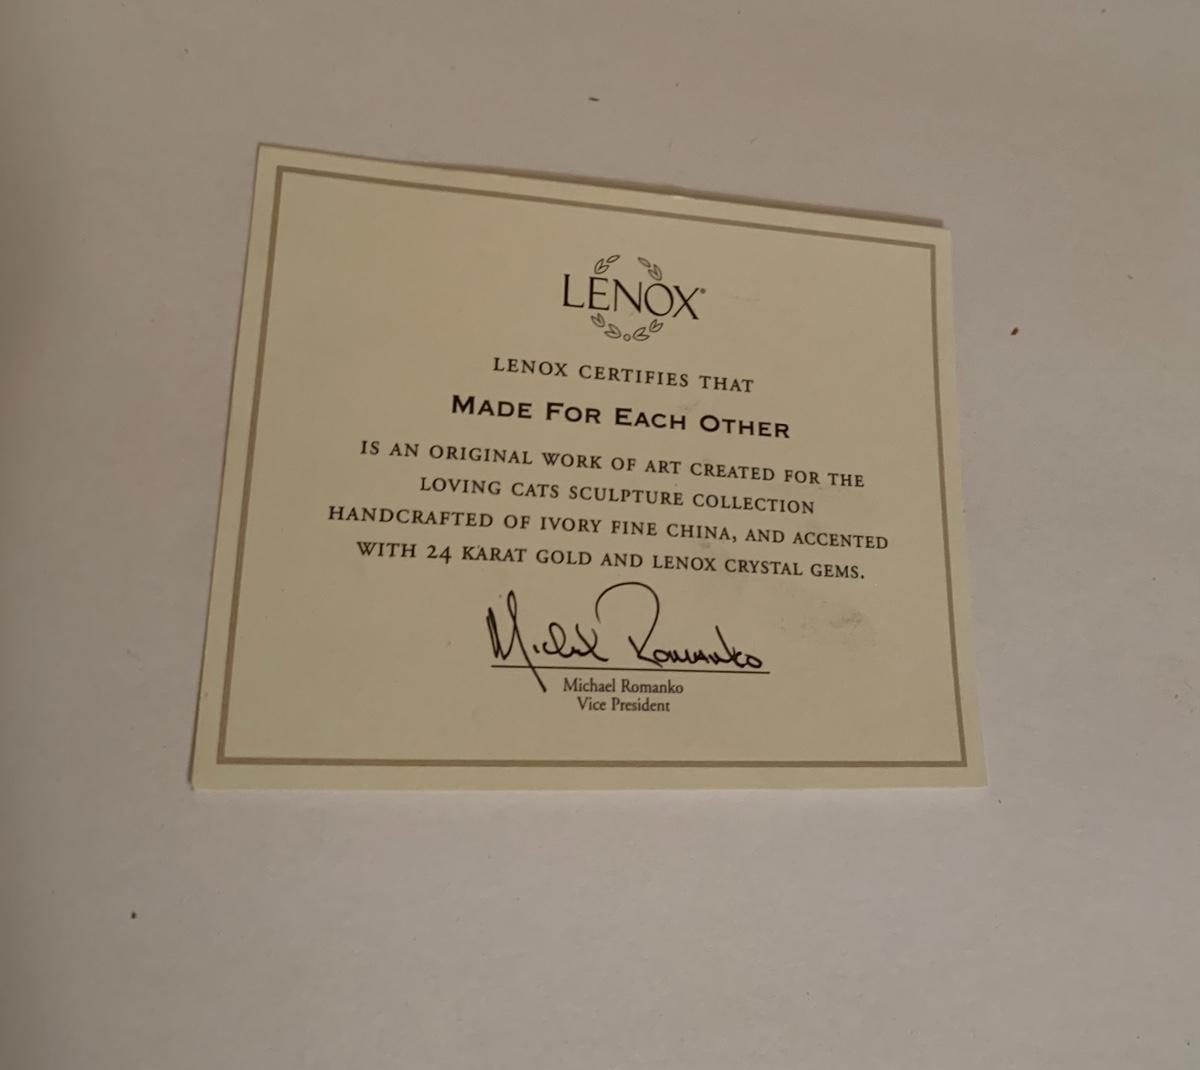 LENOX®
LENOX CERTIFIES THAT
MADE FOR EACH OTHER
IS AN ORIGINAL WORK OF ART CREATED FOR THE
LOVING CATS SCULPTURE COLLECTION
HANDCRAFTED OF IVORY FINE CHINA, AND ACCENTED
WITH 24 KARAT GOLD AND LENOX CRYSTAL GEMS.
Michael Romanko
Michael Romanko
Vice President